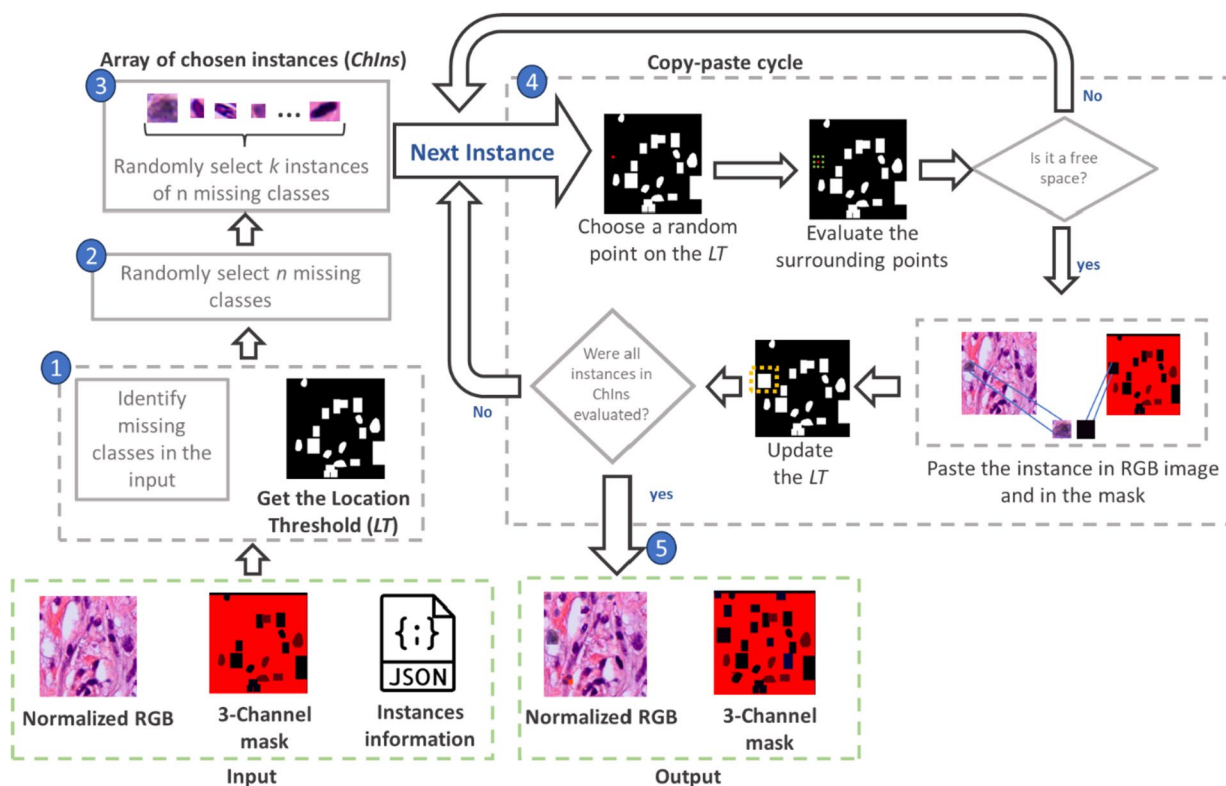 Array of chosen instances (ChIns)
3
...
Randomly select k instances
of n missing classes
2
Randomly select n missing
classes
1
Identify
missing
classes in the
input
Get the Location
Threshold (LT)
Normalized RGB
3-Channel
mask
{;}
JSON
Instances
information
Input
Copy-paste cycle
4
Next Instance
Choose a random
point on the LT
Evaluate the
surrounding points
Is it a free
space?
No
yes
Paste the instance in RGB image
and in the mask
Update
the LT
Were all
instances in
ChIns
evaluated?
No
yes
5
Normalized RGB
3-Channel
mask
Output